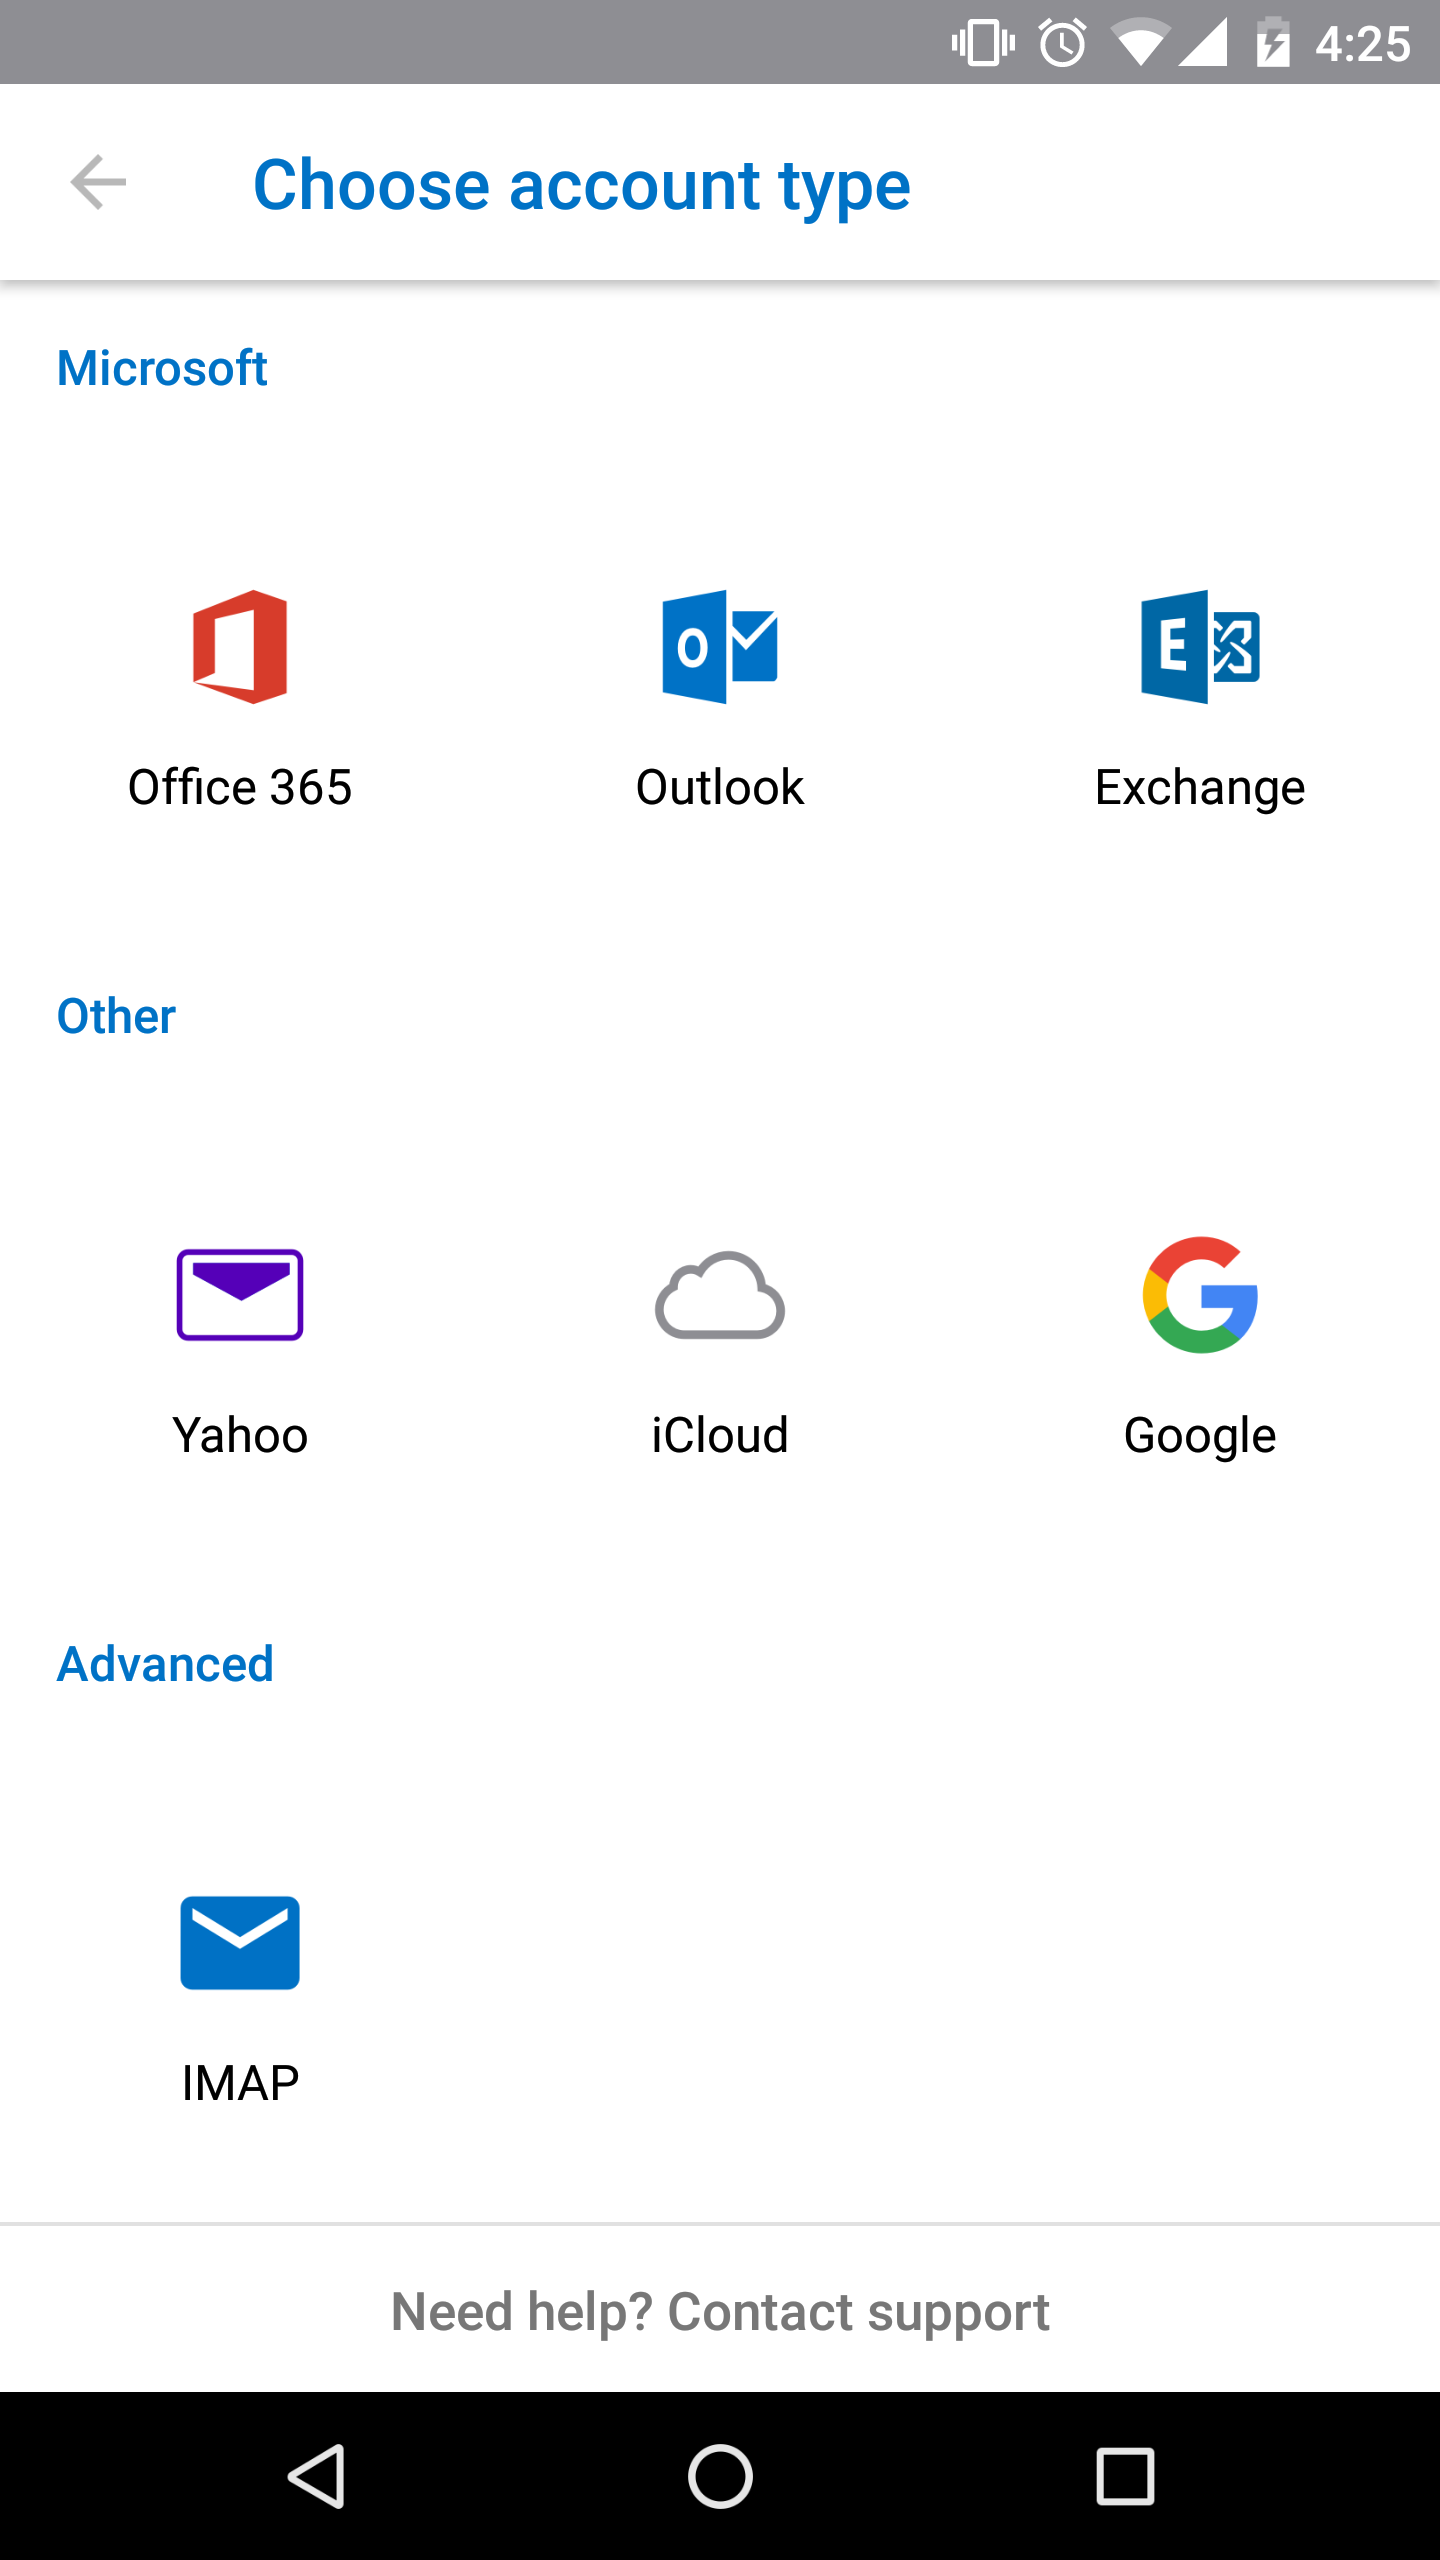 4:25
Choose account type
Microsoft
Office 365
Outlook
Exchange
Other
Yahoo
iCloud
Google
Advanced
IMAP
Need help? Contact support